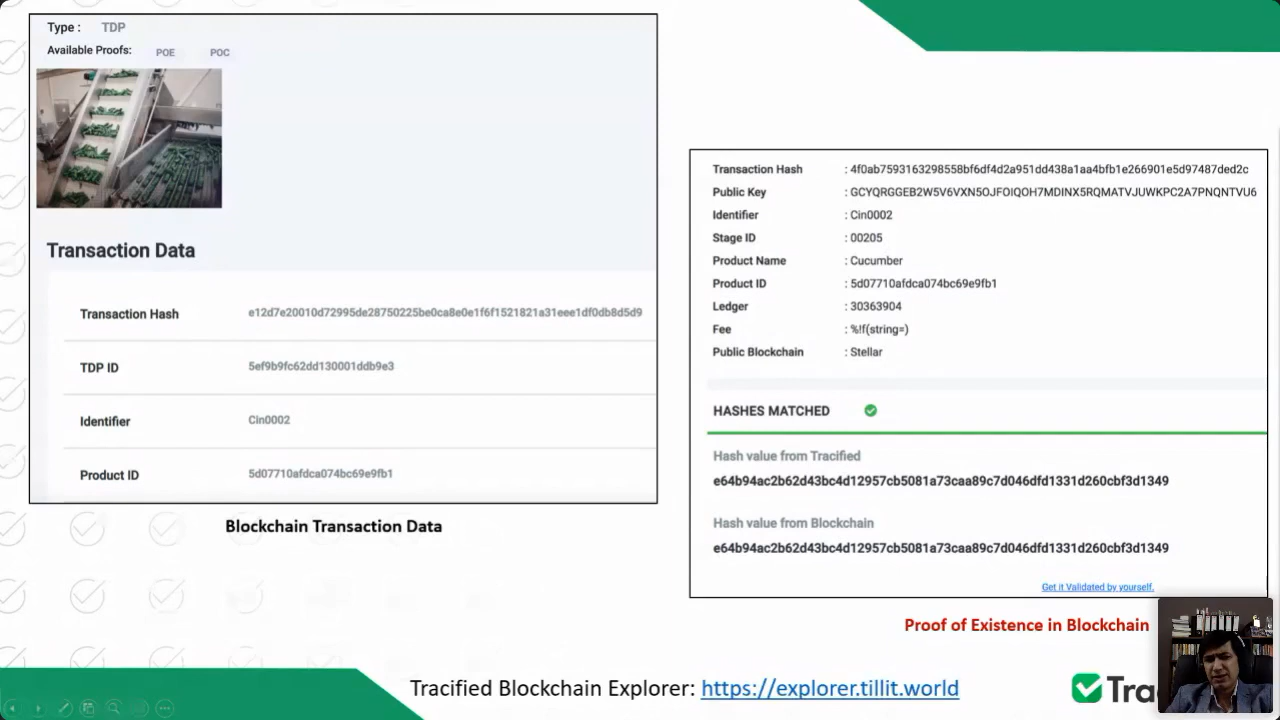 Type : TDP
Available Proofs: POE POC
Transaction Data
Transaction Hash e12d7e20010d72995de28750225be0ca8e0e1f6f1521821a31eee1df0db8d5d9
TDP ID 5ef9b9fc62dd130001ddb9e3
Identifier Cin0002
Product ID 5d07710afdca074bc69e9fb1
Blockchain Transaction Data
Transaction Hash : 4f0ab7593163298558bf6df4d2a951dd438a1aa4bfb1e266901e5d97487ded2c
Public Key : GCYQRGGEB2W5V6VXN5OJFOIQOH7MDINX5RQMATVJUWKPC2A7PNQNTVU6
Identifier : Cin0002
Stage ID : 00205
Product Name : Cucumber
Product ID : 5d07710afdca074bc69e9fb1
Ledger : 30363904
Fee : %!f(string=)
Public Blockchain : Stellar
HASHES MATCHED
Hash value from Tracified
e64b94ac2b62d43bc4d12957cb5081a73caa89c7d046dfd1331d260cbf3d1349
Hash value from Blockchain
e64b94ac2b62d43bc4d12957cb5081a73caa89c7d046dfd1331d260cbf3d1349
Get it Validated by yourself.
Proof of Existence in Blockchain
Tracified Blockchain Explorer: https://explorer.tillit.world
Trac